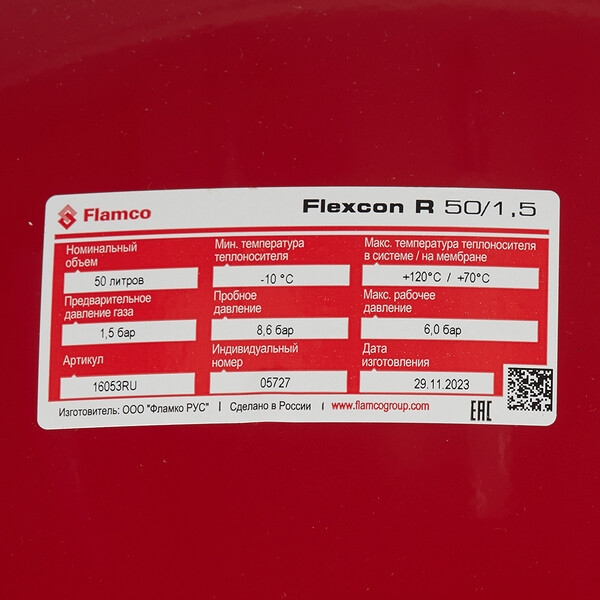 Flamco
Flexcon R 50/1,5
Номинальный
объем
50 литров
Мин. температура
теплоносителя
-10 °C
Макс. температура теплоносителя
в системе / на мембране
+120°C / +70°C
Предварительное
давление газа
1,5 бар
Пробное
давление
8,6 бар
Макс. рабочее
давление
6,0 бар
Артикул
16053RU
Индивидуальный
номер
05727
Дата
изготовления
29.11.2023
Изготовитель: ООО "Фламко РУС" | Сделано в России | www.flamcogroup.com
EAC